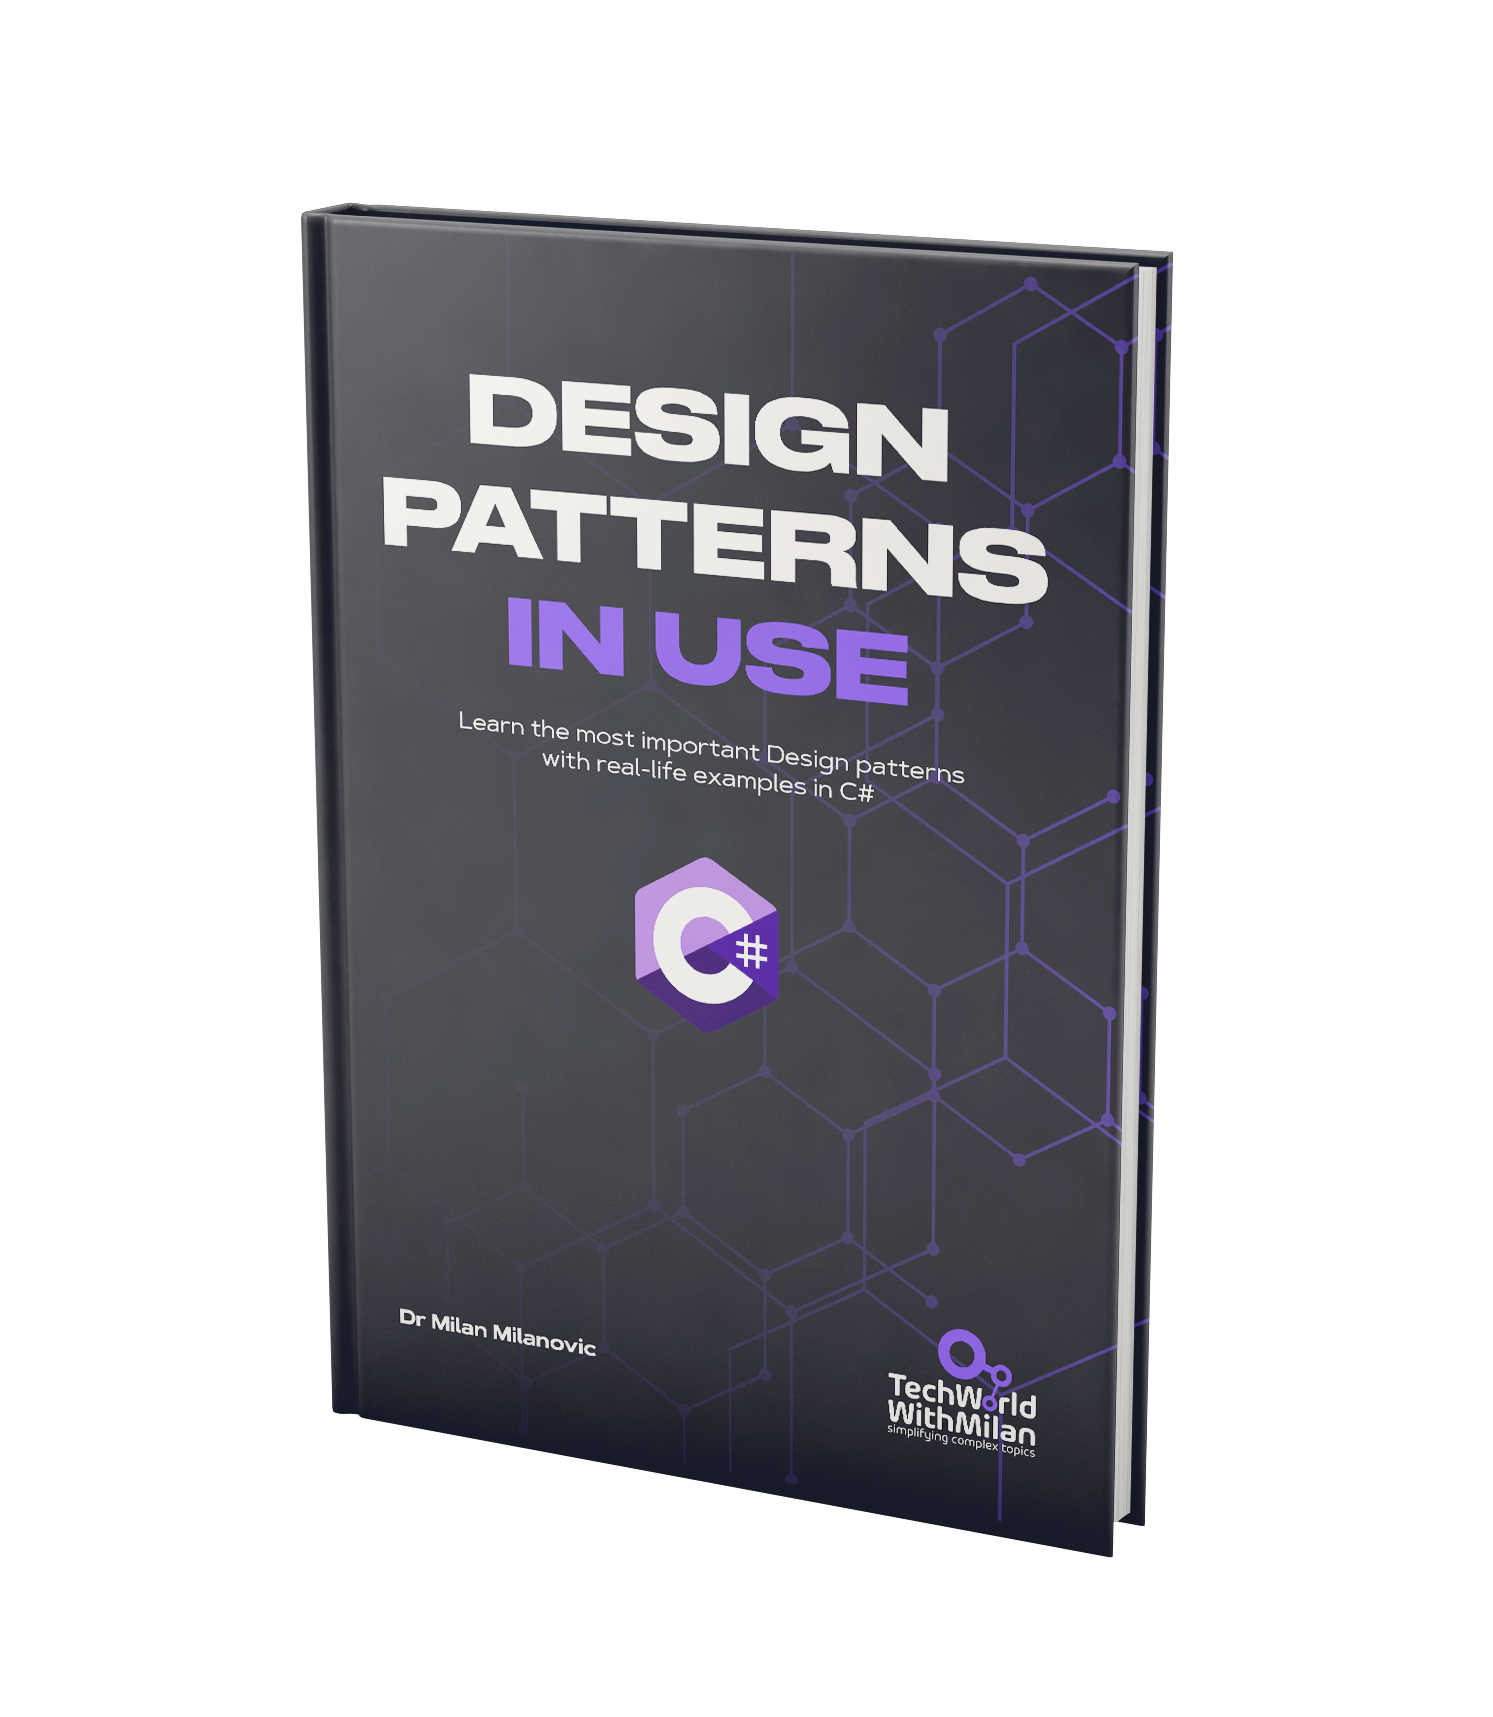 DESIGN
PATTERNS
IN USE
Learn the most important Design patterns
with real-life examples in C#
C#
Dr Milan Milanovic
TechWorld
WithMilan
simplifying complex topics